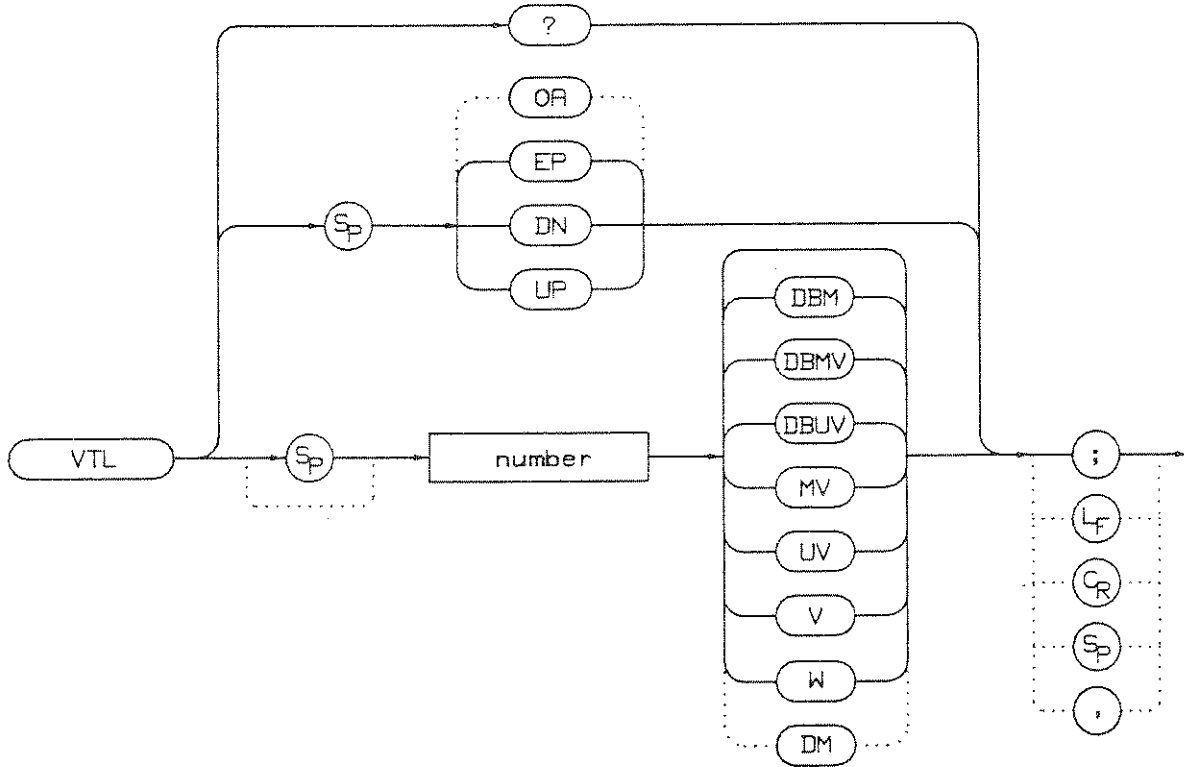 ?
OA
EP
SP
DN
UP
DBM
DBMV
DBUV
VTL
SP
number
MV
UV
V
W
DM
;
LF
CR
SP
,